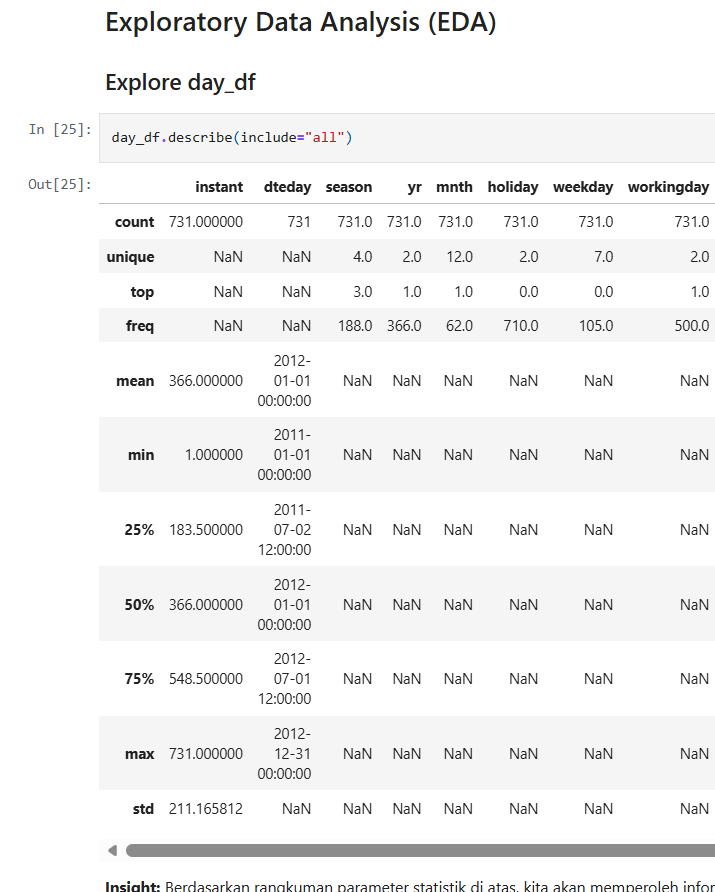 Exploratory Data Analysis (EDA)
Explore day_df
In [25]:
day_df.describe(include="all")
Out[25]:
instant dteday season yr mnth holiday weekday workingday
count 731.000000 731 731.0 731.0 731.0 731.0 731.0 731.0
unique NaN NaN 4.0 2.0 12.0 2.0 7.0 2.0
top NaN NaN 3.0 1.0 1.0 0.0 0.0 1.0
freq NaN NaN 188.0 366.0 62.0 710.0 105.0 500.0
2012-
mean 366.000000 01-01 NaN NaN NaN NaN NaN NaN
00:00:00
2011-
min 1.000000 01-01 NaN NaN NaN NaN NaN NaN
00:00:00
2011-
25% 183.500000 07-02 NaN NaN NaN NaN NaN NaN
12:00:00
2012-
50% 366.000000 01-01 NaN NaN NaN NaN NaN NaN
00:00:00
2012-
75% 548.500000 07-01 NaN NaN NaN NaN NaN NaN
12:00:00
2012-
max 731.000000 12-31 NaN NaN NaN NaN NaN NaN
00:00:00
std 211.165812 NaN NaN NaN NaN NaN NaN NaN
Insight: Berdasarkan rangkuman parameter statistik di atas, kita akan memperoleh infor